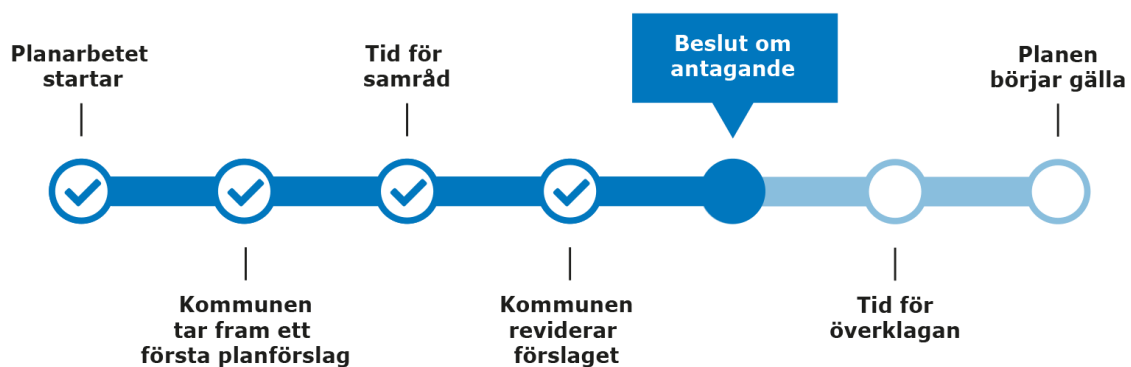 Planarbetet
startar
Kommunen
tar fram ett
första planförslag
Tid för
samråd
Kommunen
reviderar
förslaget
Beslut om
antagande
Tid för
överklagan
Planen
börjar gälla